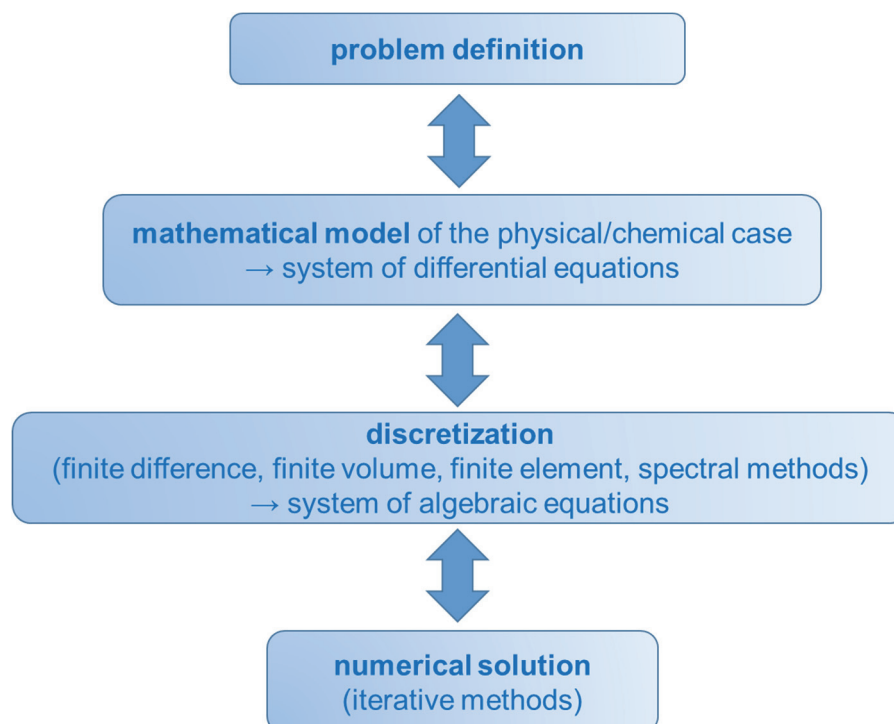 problem definition
mathematical model of the physical/chemical case
→ system of differential equations
discretization
(finite difference, finite volume, finite element, spectral methods)
→ system of algebraic equations
numerical solution
(iterative methods)